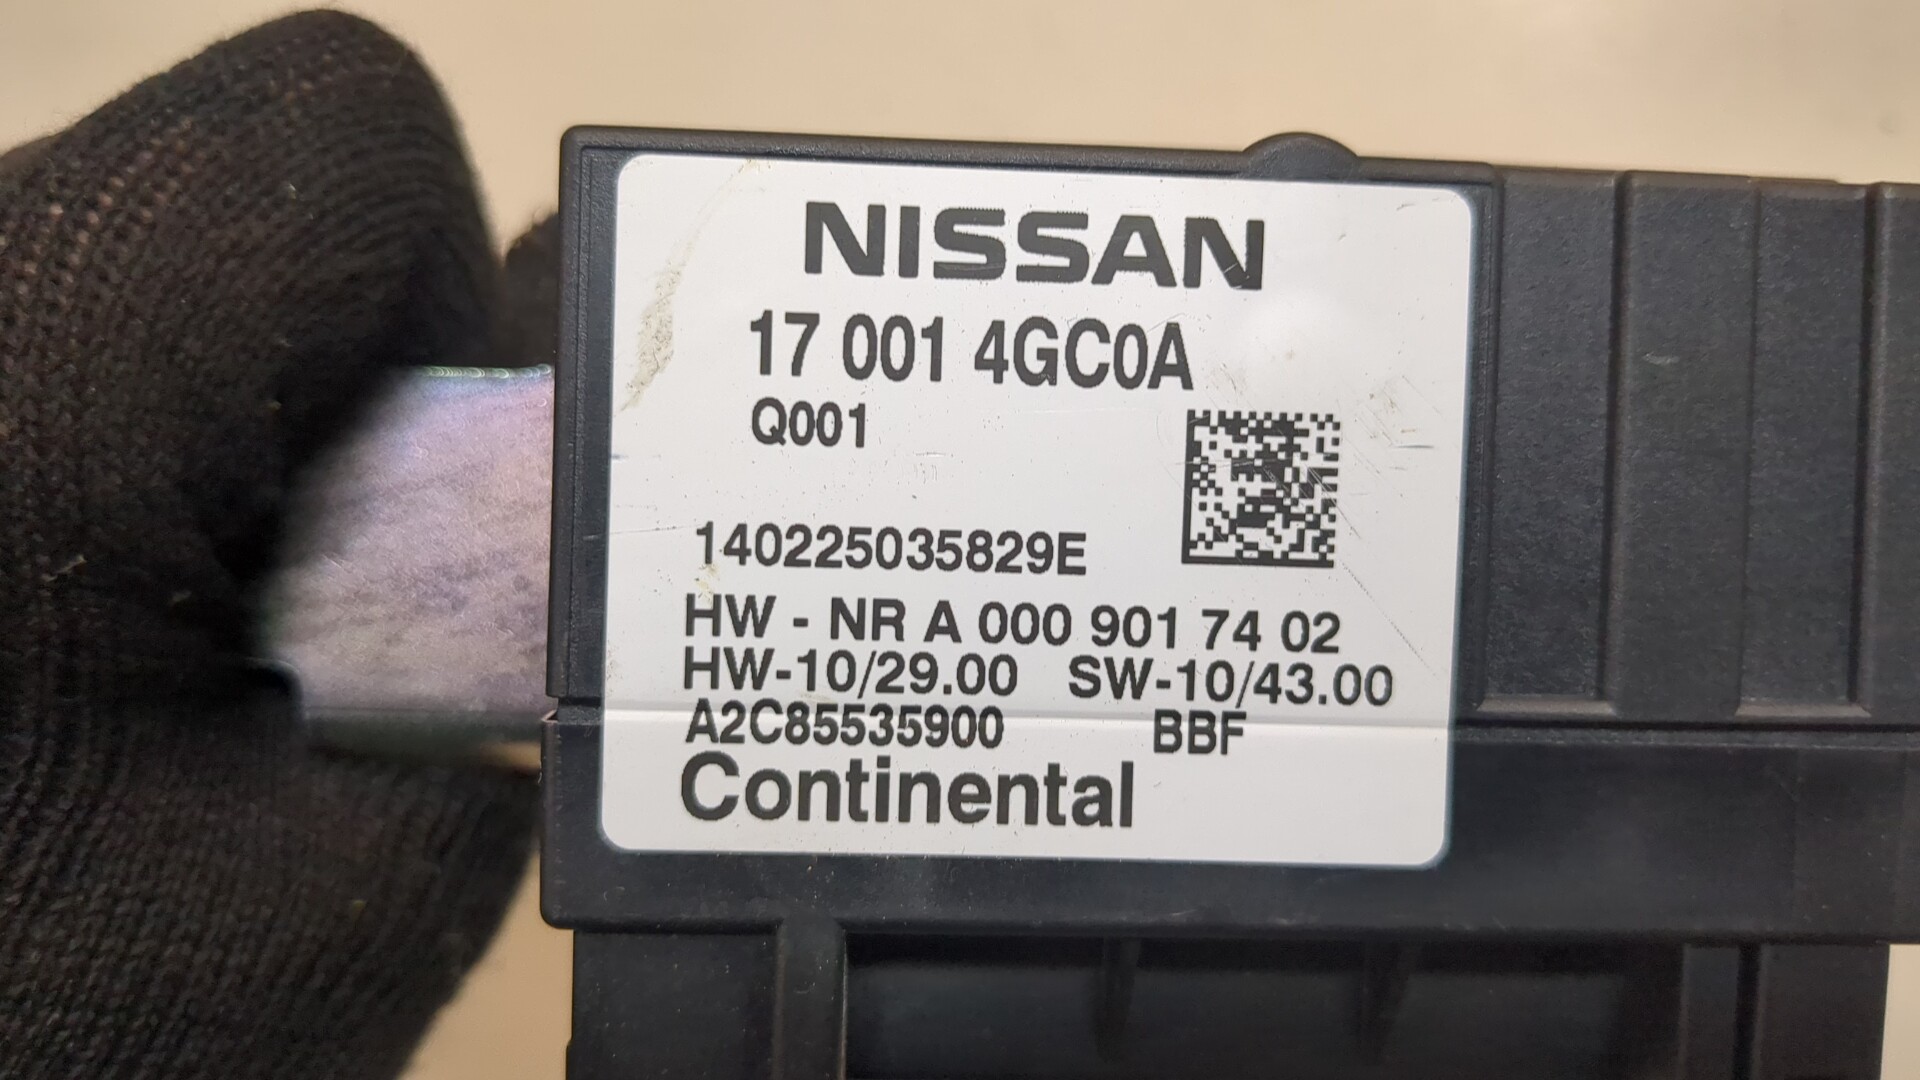 NISSAN
17 001 4GC0A
Q001
140225035829E
HW - NR A 000 901 74 02
HW-10/29.00 SW-10/43.00
A2C85535900 BBF
Continental